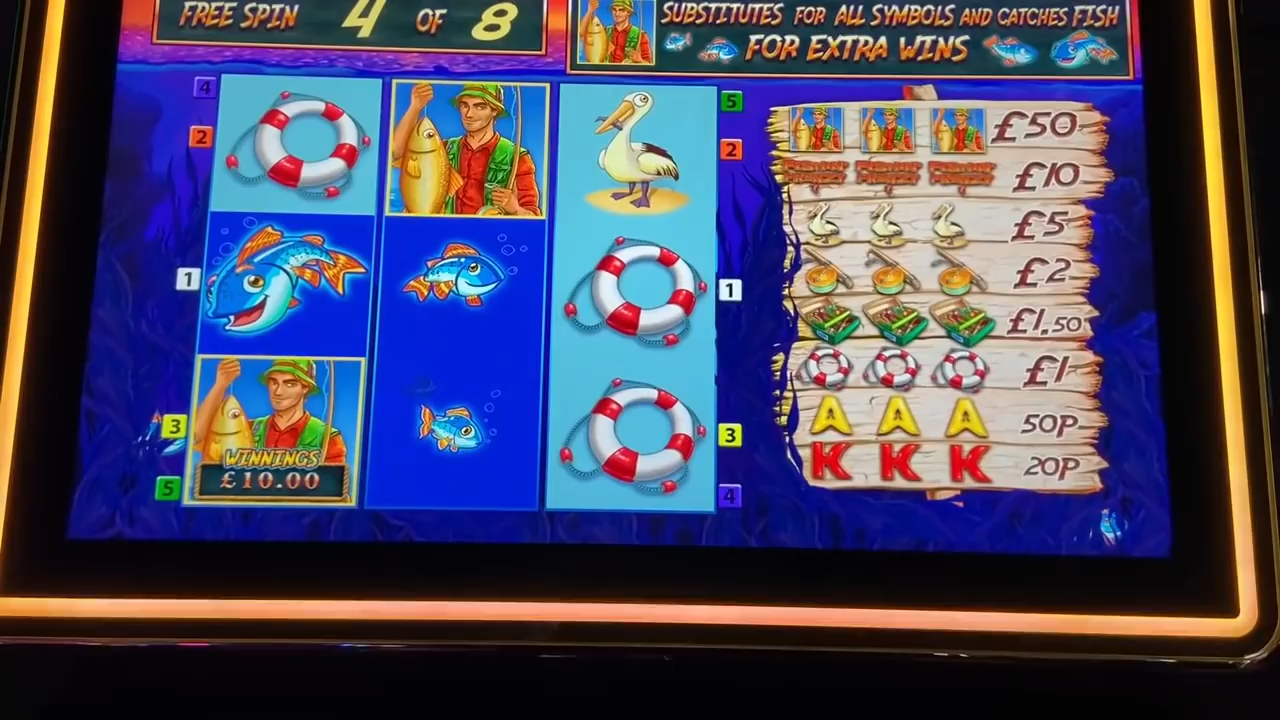 FREE SPIN 4 OF 8
SUBSTITUTES FOR ALL SYMBOLS AND CATCHES FISH
FOR EXTRA WINS
4
2
1
3
5
WINNINGS
£10.00
5
2
1
3
4
£50
£10
£5
£2
£1.50
£1
A A A 50P
K K K 20P